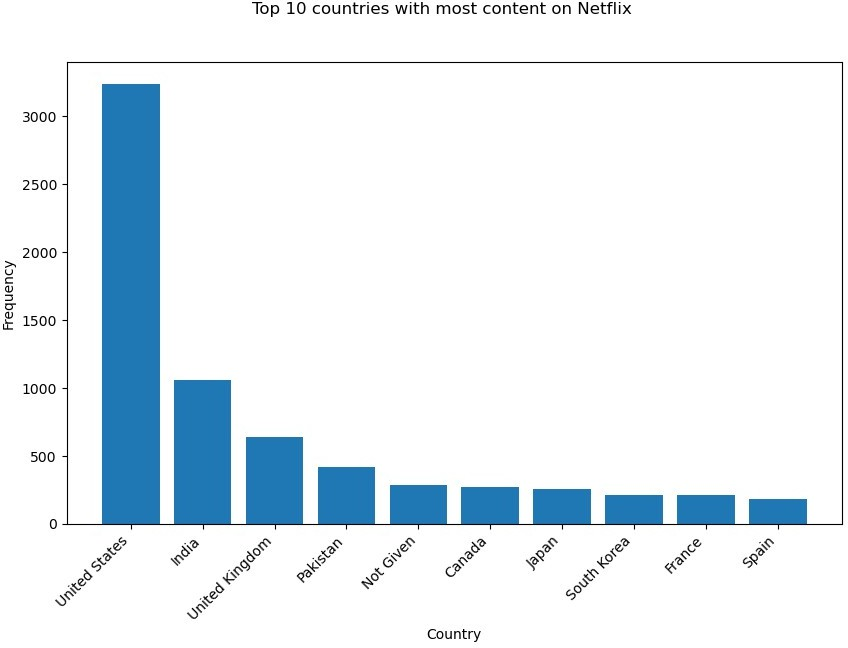 Top 10 countries with most content on Netflix
3000
2500
2000
1500
1000
500
0
Frequency
United States
India
United Kingdom
Pakistan
Not Given
Canada
Japan
South Korea
France
Spain
Country